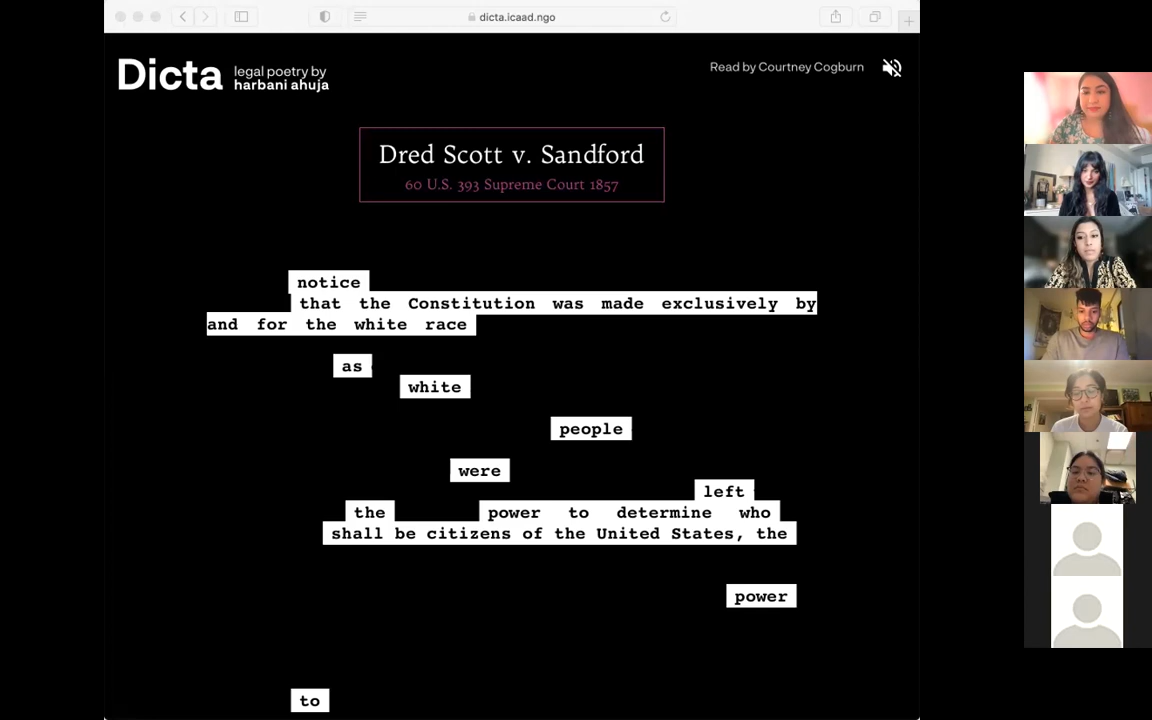 dicta.icaad.ngo
Dicta
legal poetry by
harbani ahuja
Read by Courtney Cogburn
Dred Scott v. Sandford
60 U.S. 393 Supreme Court 1857
notice
that the Constitution was made exclusively by
and for the white race
as
white
people
were
left
the power to determine who
shall be citizens of the United States, the
power
to